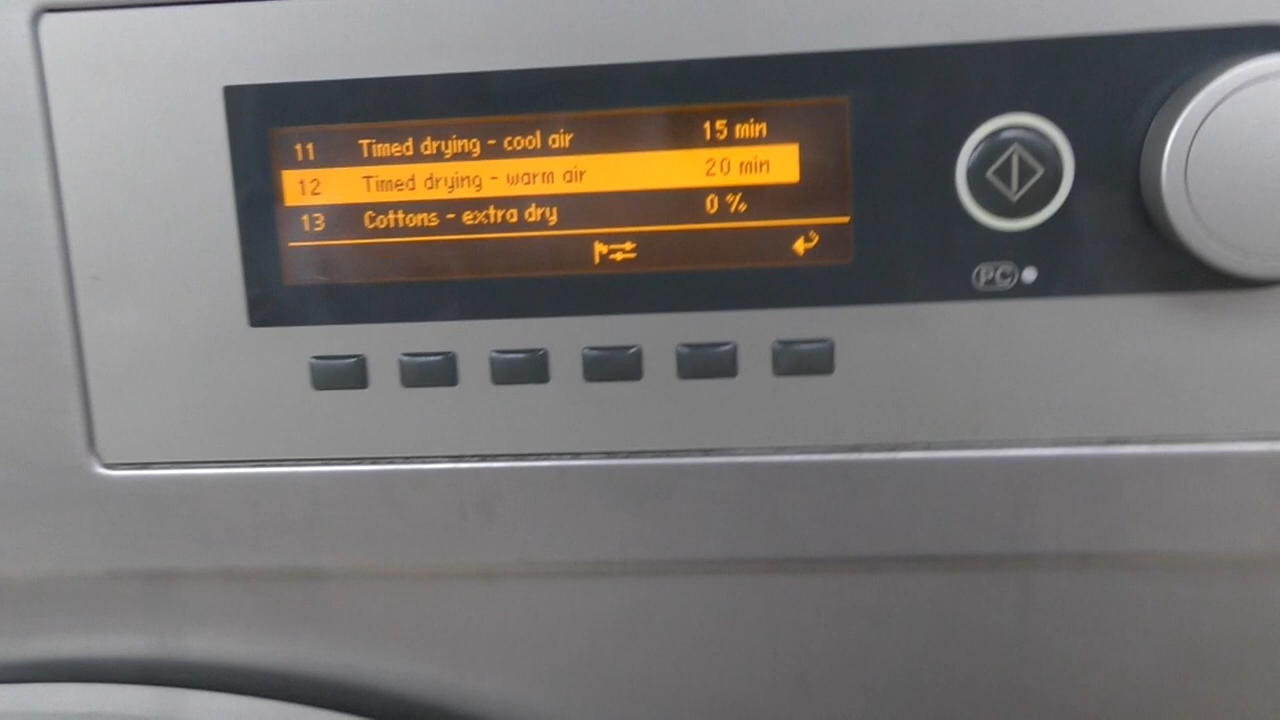 11 Timed drying - cool air 15 min
12 Timed drying - warm air 20 min
13 Cottons - extra dry 0 %
PC